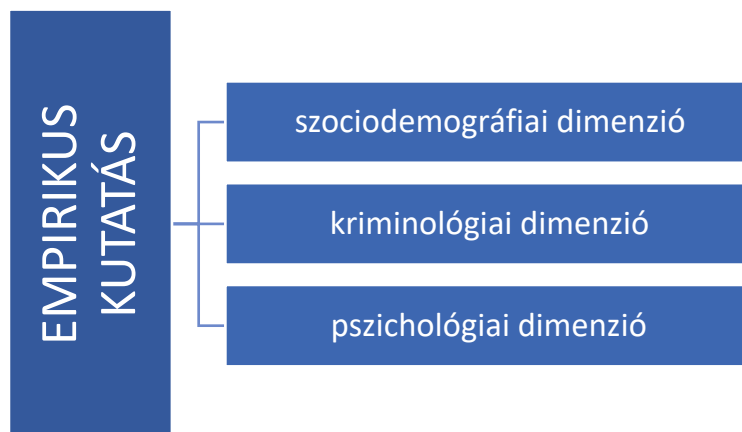 EMPIRIKUS
KUTATÁS
szociodemográfiai dimenzió
kriminológiai dimenzió
pszichológiai dimenzió